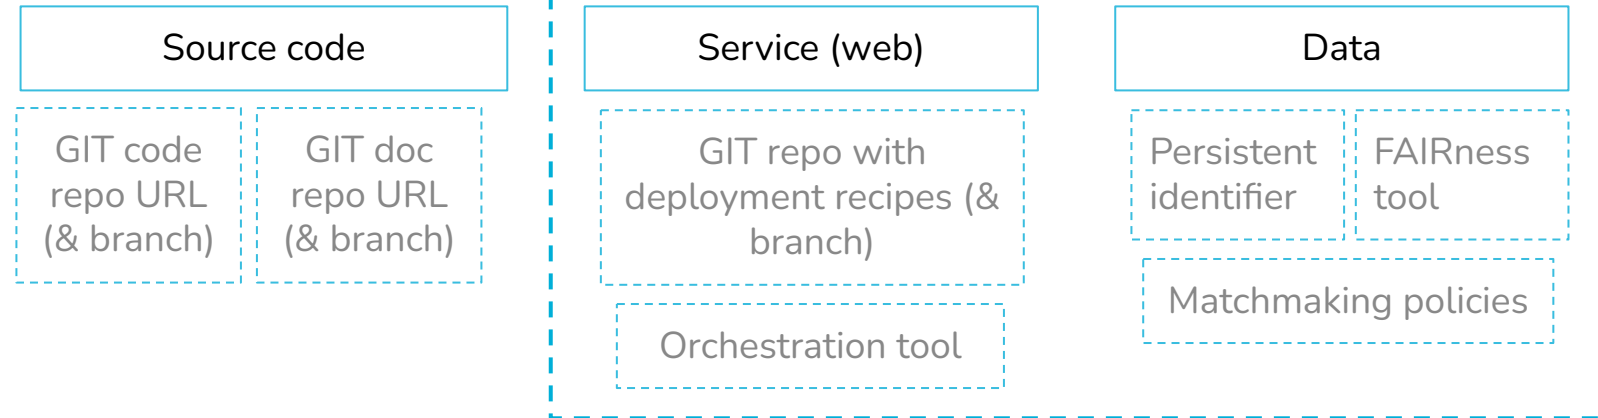 Source code
GIT code
repo URL
(& branch)
GIT doc
repo URL
(& branch)
Service (web)
GIT repo with
deployment recipes (&
branch)
Orchestration tool
Data
Persistent
identifier
FAIRness
tool
Matchmaking policies